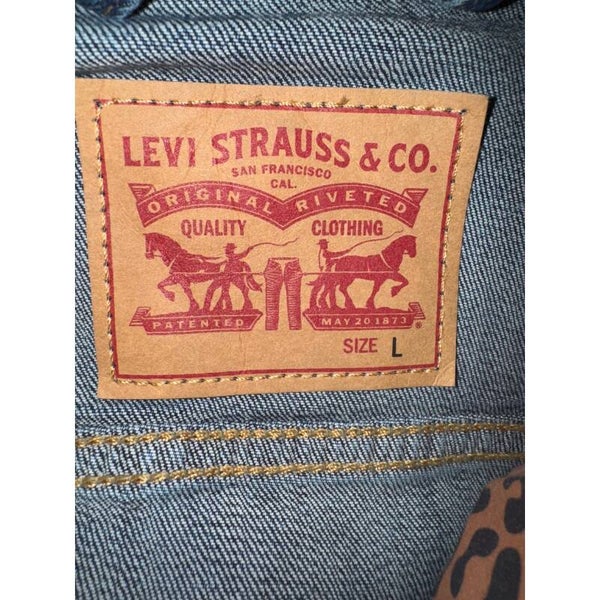 LEVI STRAUSS & CO.
SAN FRANCISCO
CAL.
ORIGINAL RIVETED
QUALITY CLOTHING
PATENTED MAY 20 1873 ®
SIZE L